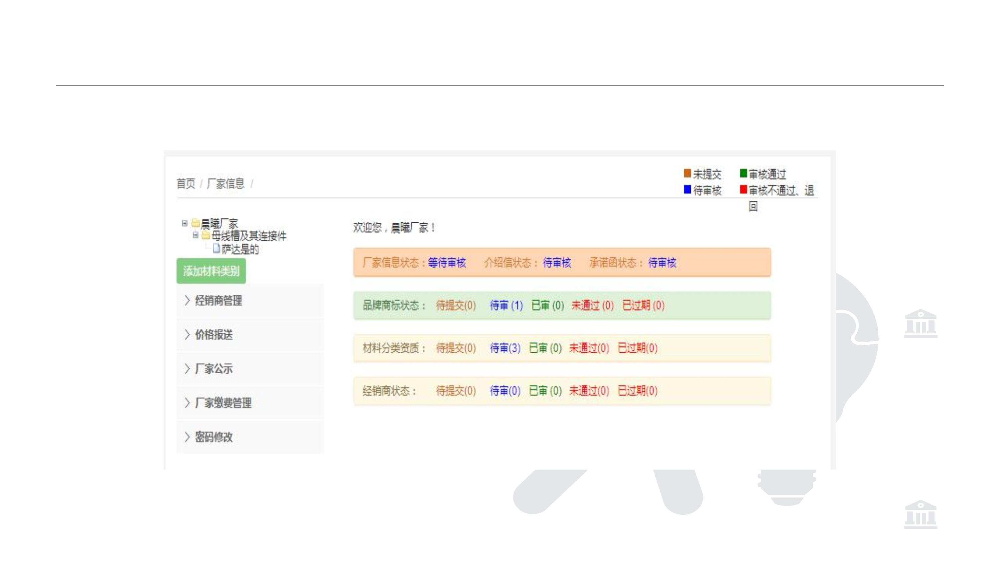 首页 / 厂家信息 /
未提交 审核通过
待审核 审核不通过、退
回
晨曦厂家
母线槽及其连接件
萨达是的
添加材料类别
经销商管理
价格报送
厂家公示
厂家缴费管理
密码修改
欢迎您，晨曦厂家！
厂家信息状态：等待审核 介绍信状态：待审核 承诺函状态：待审核
品牌商标状态： 待提交(0) 待审 (1) 已审 (0) 未通过 (0) 已过期 (0)
材料分类资质： 待提交(0) 待审(3) 已审 (0) 未通过(0) 已过期(0)
经销商状态： 待提交(0) 待审(0) 已审 (0) 未通过(0) 已过期(0)